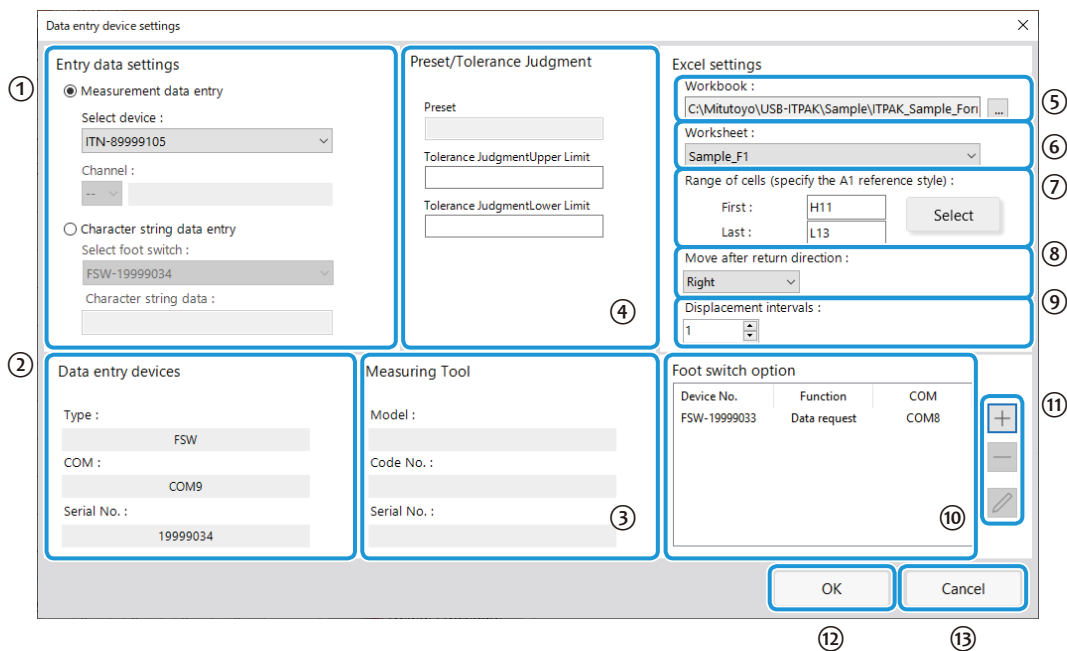 Data entry device settings
①
Entry data settings
Measurement data entry
Select device :
ITN-89999105
Channel :
--
Character string data entry
Select foot switch :
FSW-19999034
Character string data :
Preset/Tolerance Judgment
Preset
Tolerance JudgmentUpper Limit
Tolerance JudgmentLower Limit
④
Excel settings
Workbook :
C:\Mitutoyo\USB-ITPAK\Sample\ITPAK_Sample_For
...
⑤
Worksheet :
Sample_F1
⑥
Range of cells (specify the A1 reference style) :
First :
H11
Last :
L13
Select
⑦
Move after return direction :
Right
⑧
Displacement intervals :
1
⑨
②
Data entry devices
Type :
FSW
COM :
COM9
Serial No. :
19999034
Measuring Tool
Model :
Code No. :
Serial No. :
③
Foot switch option
Device No. Function COM
FSW-19999033 Data request COM8
⑩
⑪
OK
Cancel
⑫
⑬